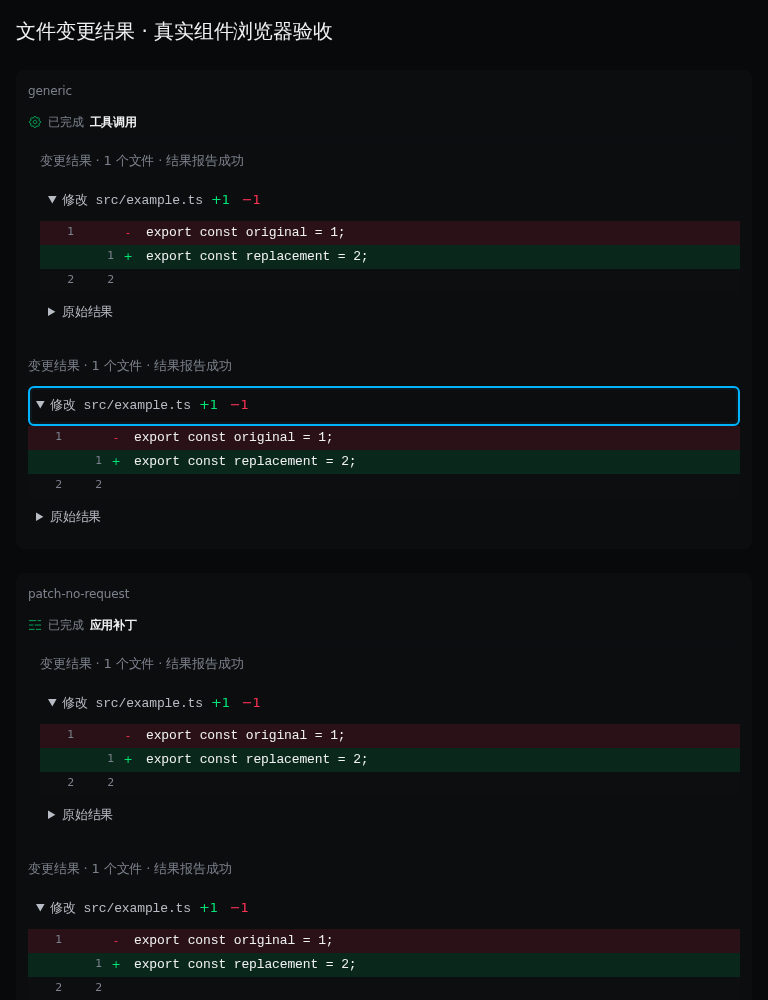 文件变更结果 · 真实组件浏览器验收
generic
已完成 工具调用
变更结果 · 1 个文件 · 结果报告成功
▼ 修改 src/example.ts +1 −1
1 - export const original = 1;
1 + export const replacement = 2;
2 2
▶ 原始结果
变更结果 · 1 个文件 · 结果报告成功
▼ 修改 src/example.ts +1 −1
1 - export const original = 1;
1 + export const replacement = 2;
2 2
▶ 原始结果
patch-no-request
已完成 应用补丁
变更结果 · 1 个文件 · 结果报告成功
▼ 修改 src/example.ts +1 −1
1 - export const original = 1;
1 + export const replacement = 2;
2 2
▶ 原始结果
变更结果 · 1 个文件 · 结果报告成功
▼ 修改 src/example.ts +1 −1
1 - export const original = 1;
1 + export const replacement = 2;
2 2